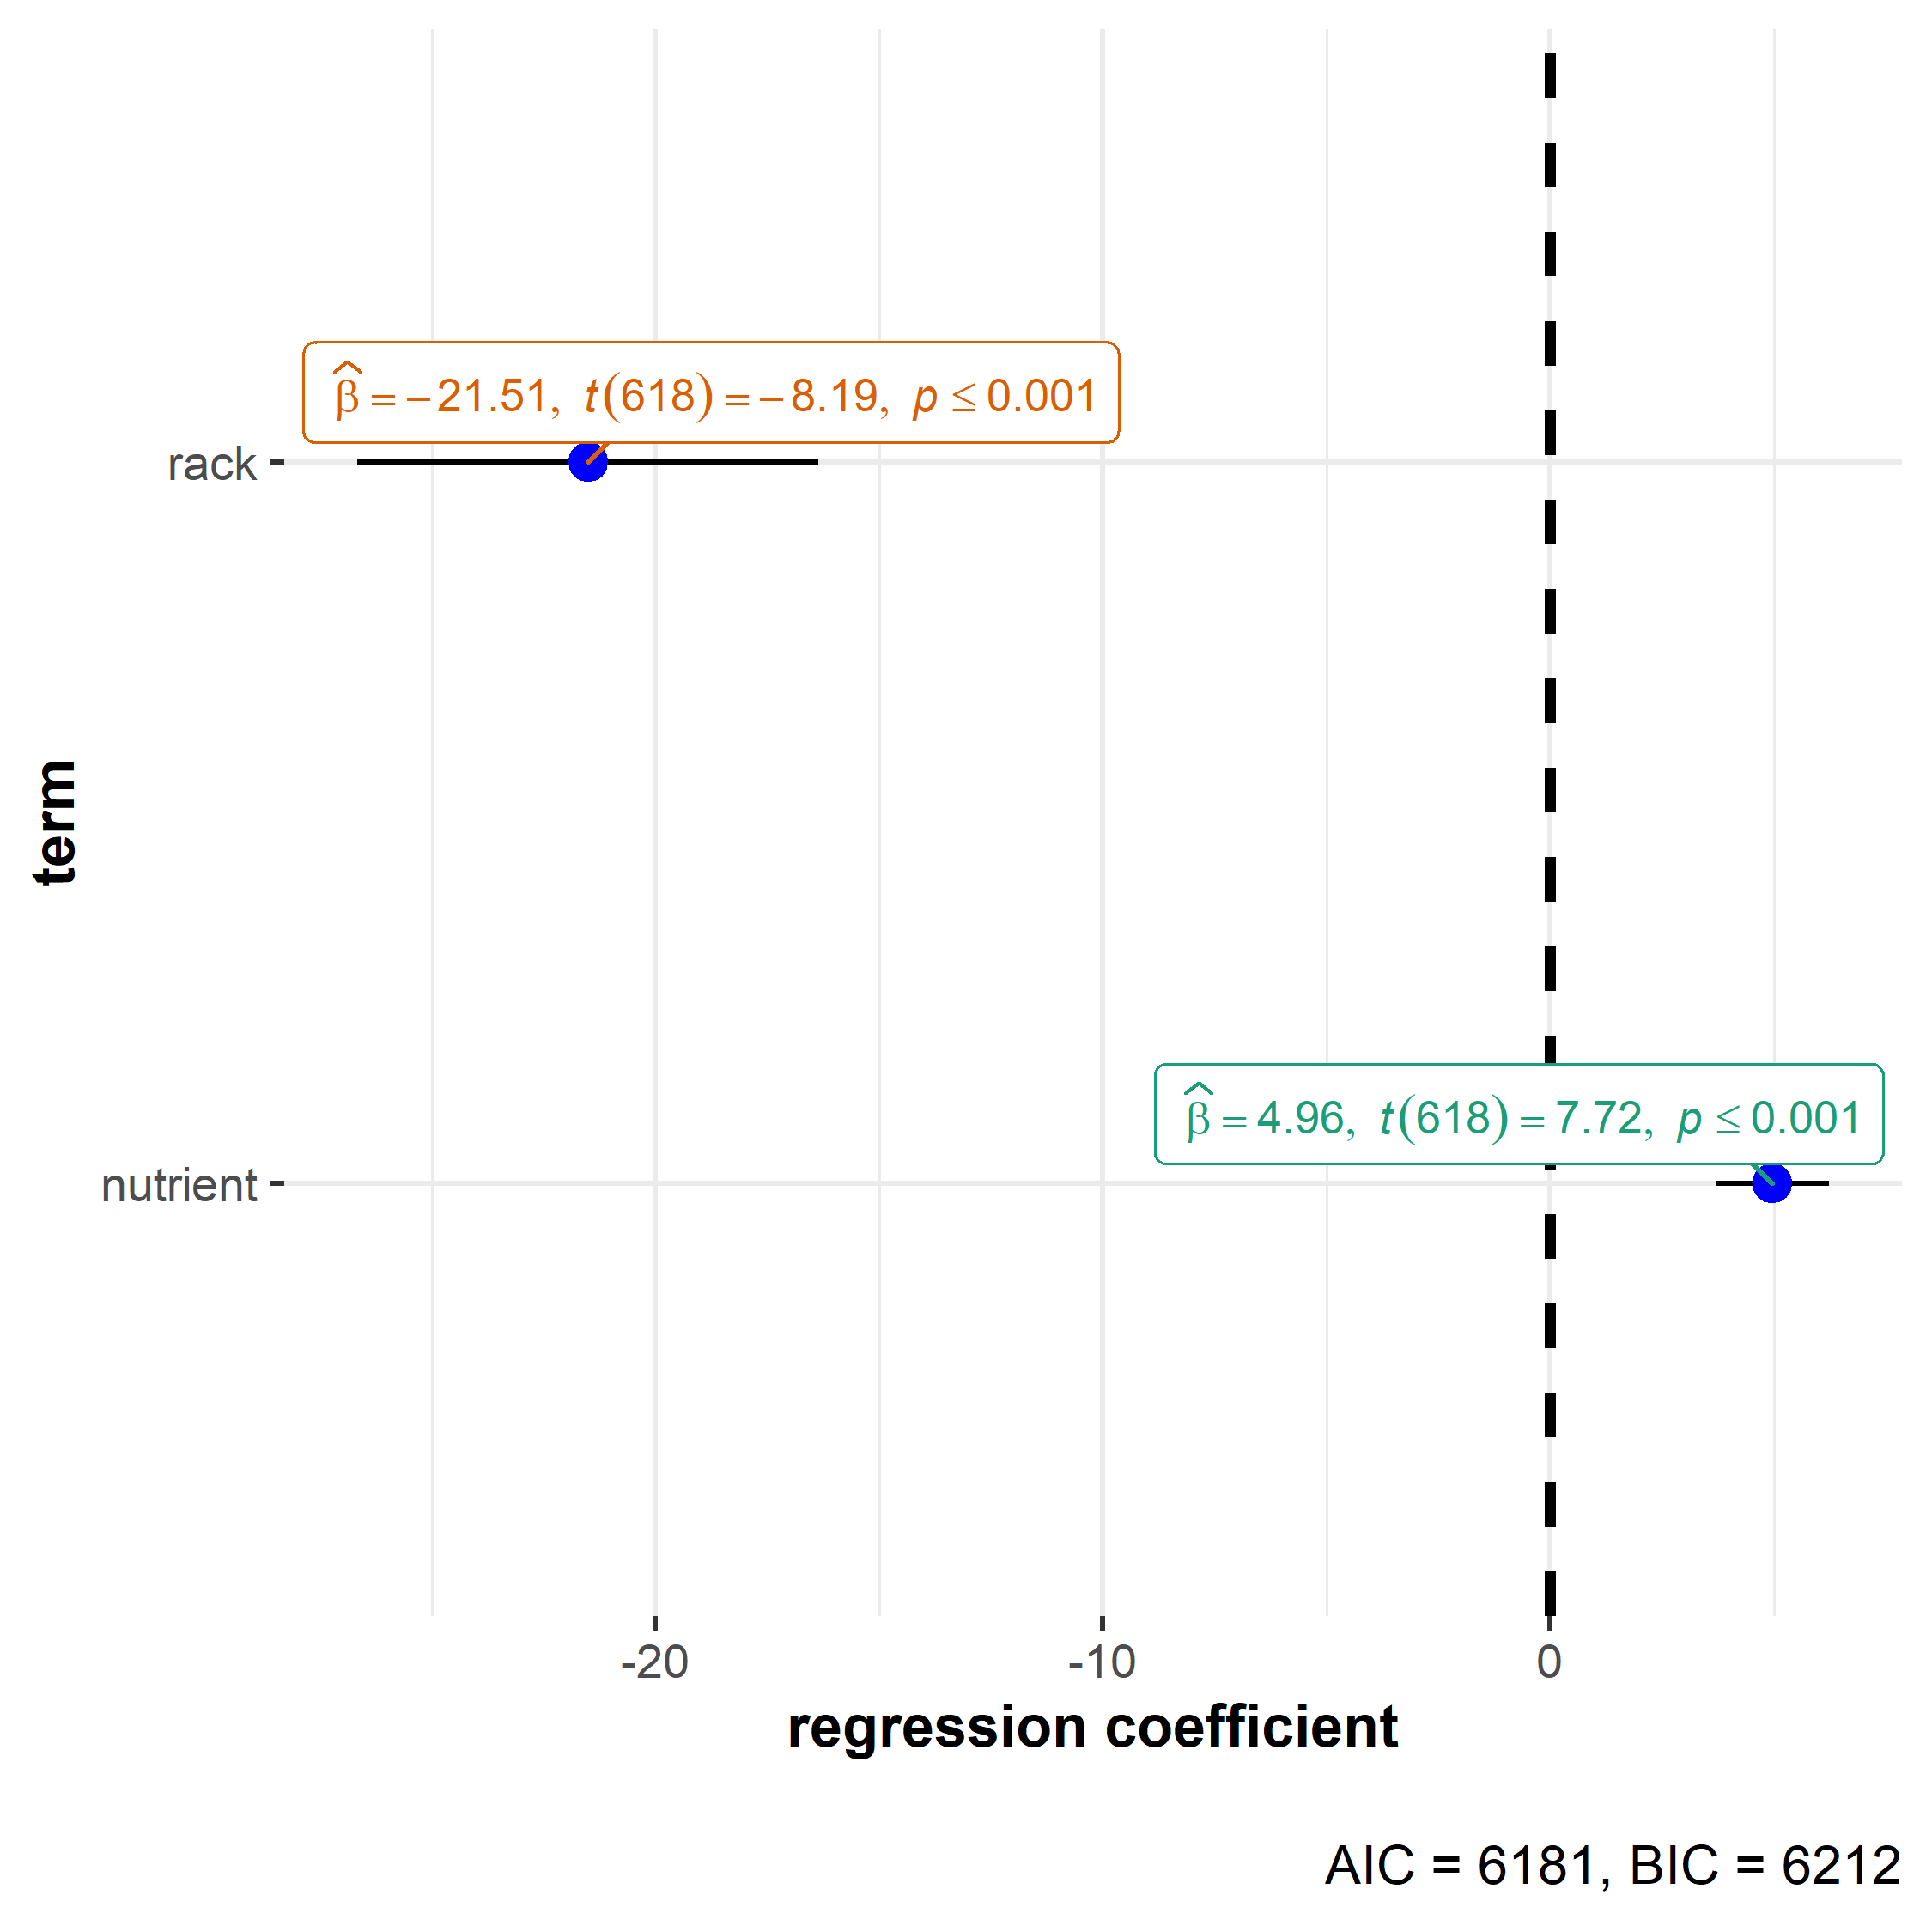 β̂ = −21.51, t(618) = −8.19, p ≤ 0.001
rack
term
β̂ = 4.96, t(618) = 7.72, p ≤ 0.001
nutrient
-20 -10 0
regression coefficient
AIC = 6181, BIC = 6212